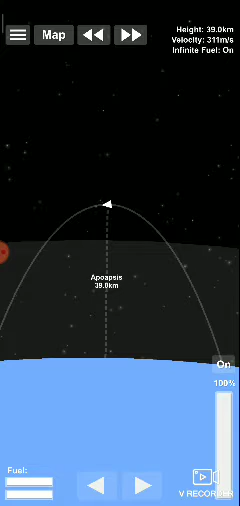 Map
Height: 39.0km
Velocity: 311m/s
Infinite Fuel: On
Apoapsis
39.0km
On
100%
Fuel:
V RECORDER